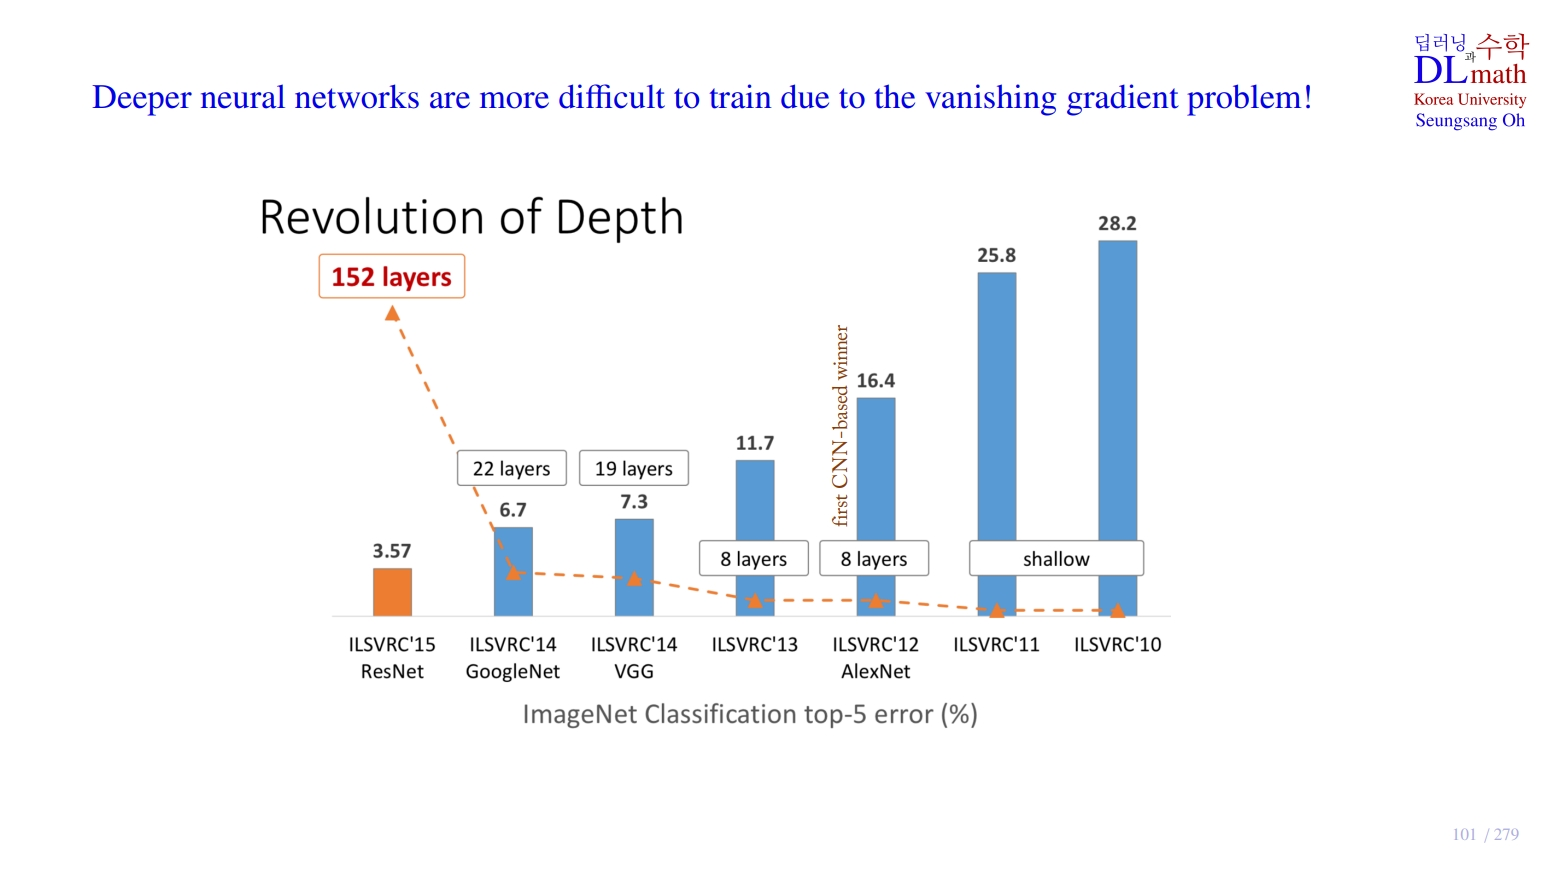 딥러닝과 수학
DL math
Korea University
Seungsang Oh
Deeper neural networks are more difficult to train due to the vanishing gradient problem!
Revolution of Depth
152 layers
28.2
25.8
16.4
first CNN-based winner
11.7
22 layers
19 layers
6.7
7.3
3.57
8 layers
8 layers
shallow
ILSVRC'15 ILSVRC'14 ILSVRC'14 ILSVRC'13 ILSVRC'12 ILSVRC'11 ILSVRC'10
ResNet GoogleNet VGG AlexNet
ImageNet Classification top-5 error (%)
101 / 279